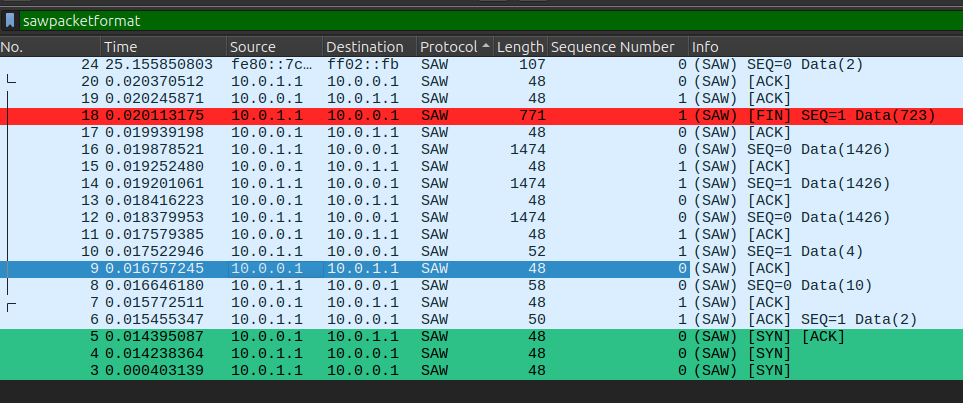 sawpacketformat
No. Time Source Destination Protocol Length Sequence Number Info
24 25.155850803 fe80::7c… ff02::fb SAW 107 0 (SAW) SEQ=0 Data(2)
20 0.020370512 10.0.0.1 10.0.1.1 SAW 48 0 (SAW) [ACK]
19 0.020245871 10.0.0.1 10.0.1.1 SAW 48 1 (SAW) [ACK]
18 0.020113175 10.0.1.1 10.0.0.1 SAW 771 1 (SAW) [FIN] SEQ=1 Data(723)
17 0.019939198 10.0.0.1 10.0.1.1 SAW 48 0 (SAW) [ACK]
16 0.019878521 10.0.1.1 10.0.0.1 SAW 1474 0 (SAW) SEQ=0 Data(1426)
15 0.019252480 10.0.0.1 10.0.1.1 SAW 48 1 (SAW) [ACK]
14 0.019201061 10.0.1.1 10.0.0.1 SAW 1474 1 (SAW) SEQ=1 Data(1426)
13 0.018416223 10.0.0.1 10.0.1.1 SAW 48 0 (SAW) [ACK]
12 0.018379953 10.0.1.1 10.0.0.1 SAW 1474 0 (SAW) SEQ=0 Data(1426)
11 0.017579385 10.0.0.1 10.0.1.1 SAW 48 1 (SAW) [ACK]
10 0.017522946 10.0.1.1 10.0.0.1 SAW 52 1 (SAW) SEQ=1 Data(4)
9 0.016757245 10.0.0.1 10.0.1.1 SAW 48 0 (SAW) [ACK]
8 0.016646180 10.0.1.1 10.0.0.1 SAW 58 0 (SAW) SEQ=0 Data(10)
7 0.015772511 10.0.0.1 10.0.1.1 SAW 48 1 (SAW) [ACK]
6 0.015455347 10.0.1.1 10.0.0.1 SAW 50 1 (SAW) [ACK] SEQ=1 Data(2)
5 0.014395087 10.0.0.1 10.0.1.1 SAW 48 0 (SAW) [SYN] [ACK]
4 0.014238364 10.0.1.1 10.0.0.1 SAW 48 0 (SAW) [SYN]
3 0.000403139 10.0.1.1 10.0.0.1 SAW 48 0 (SAW) [SYN]